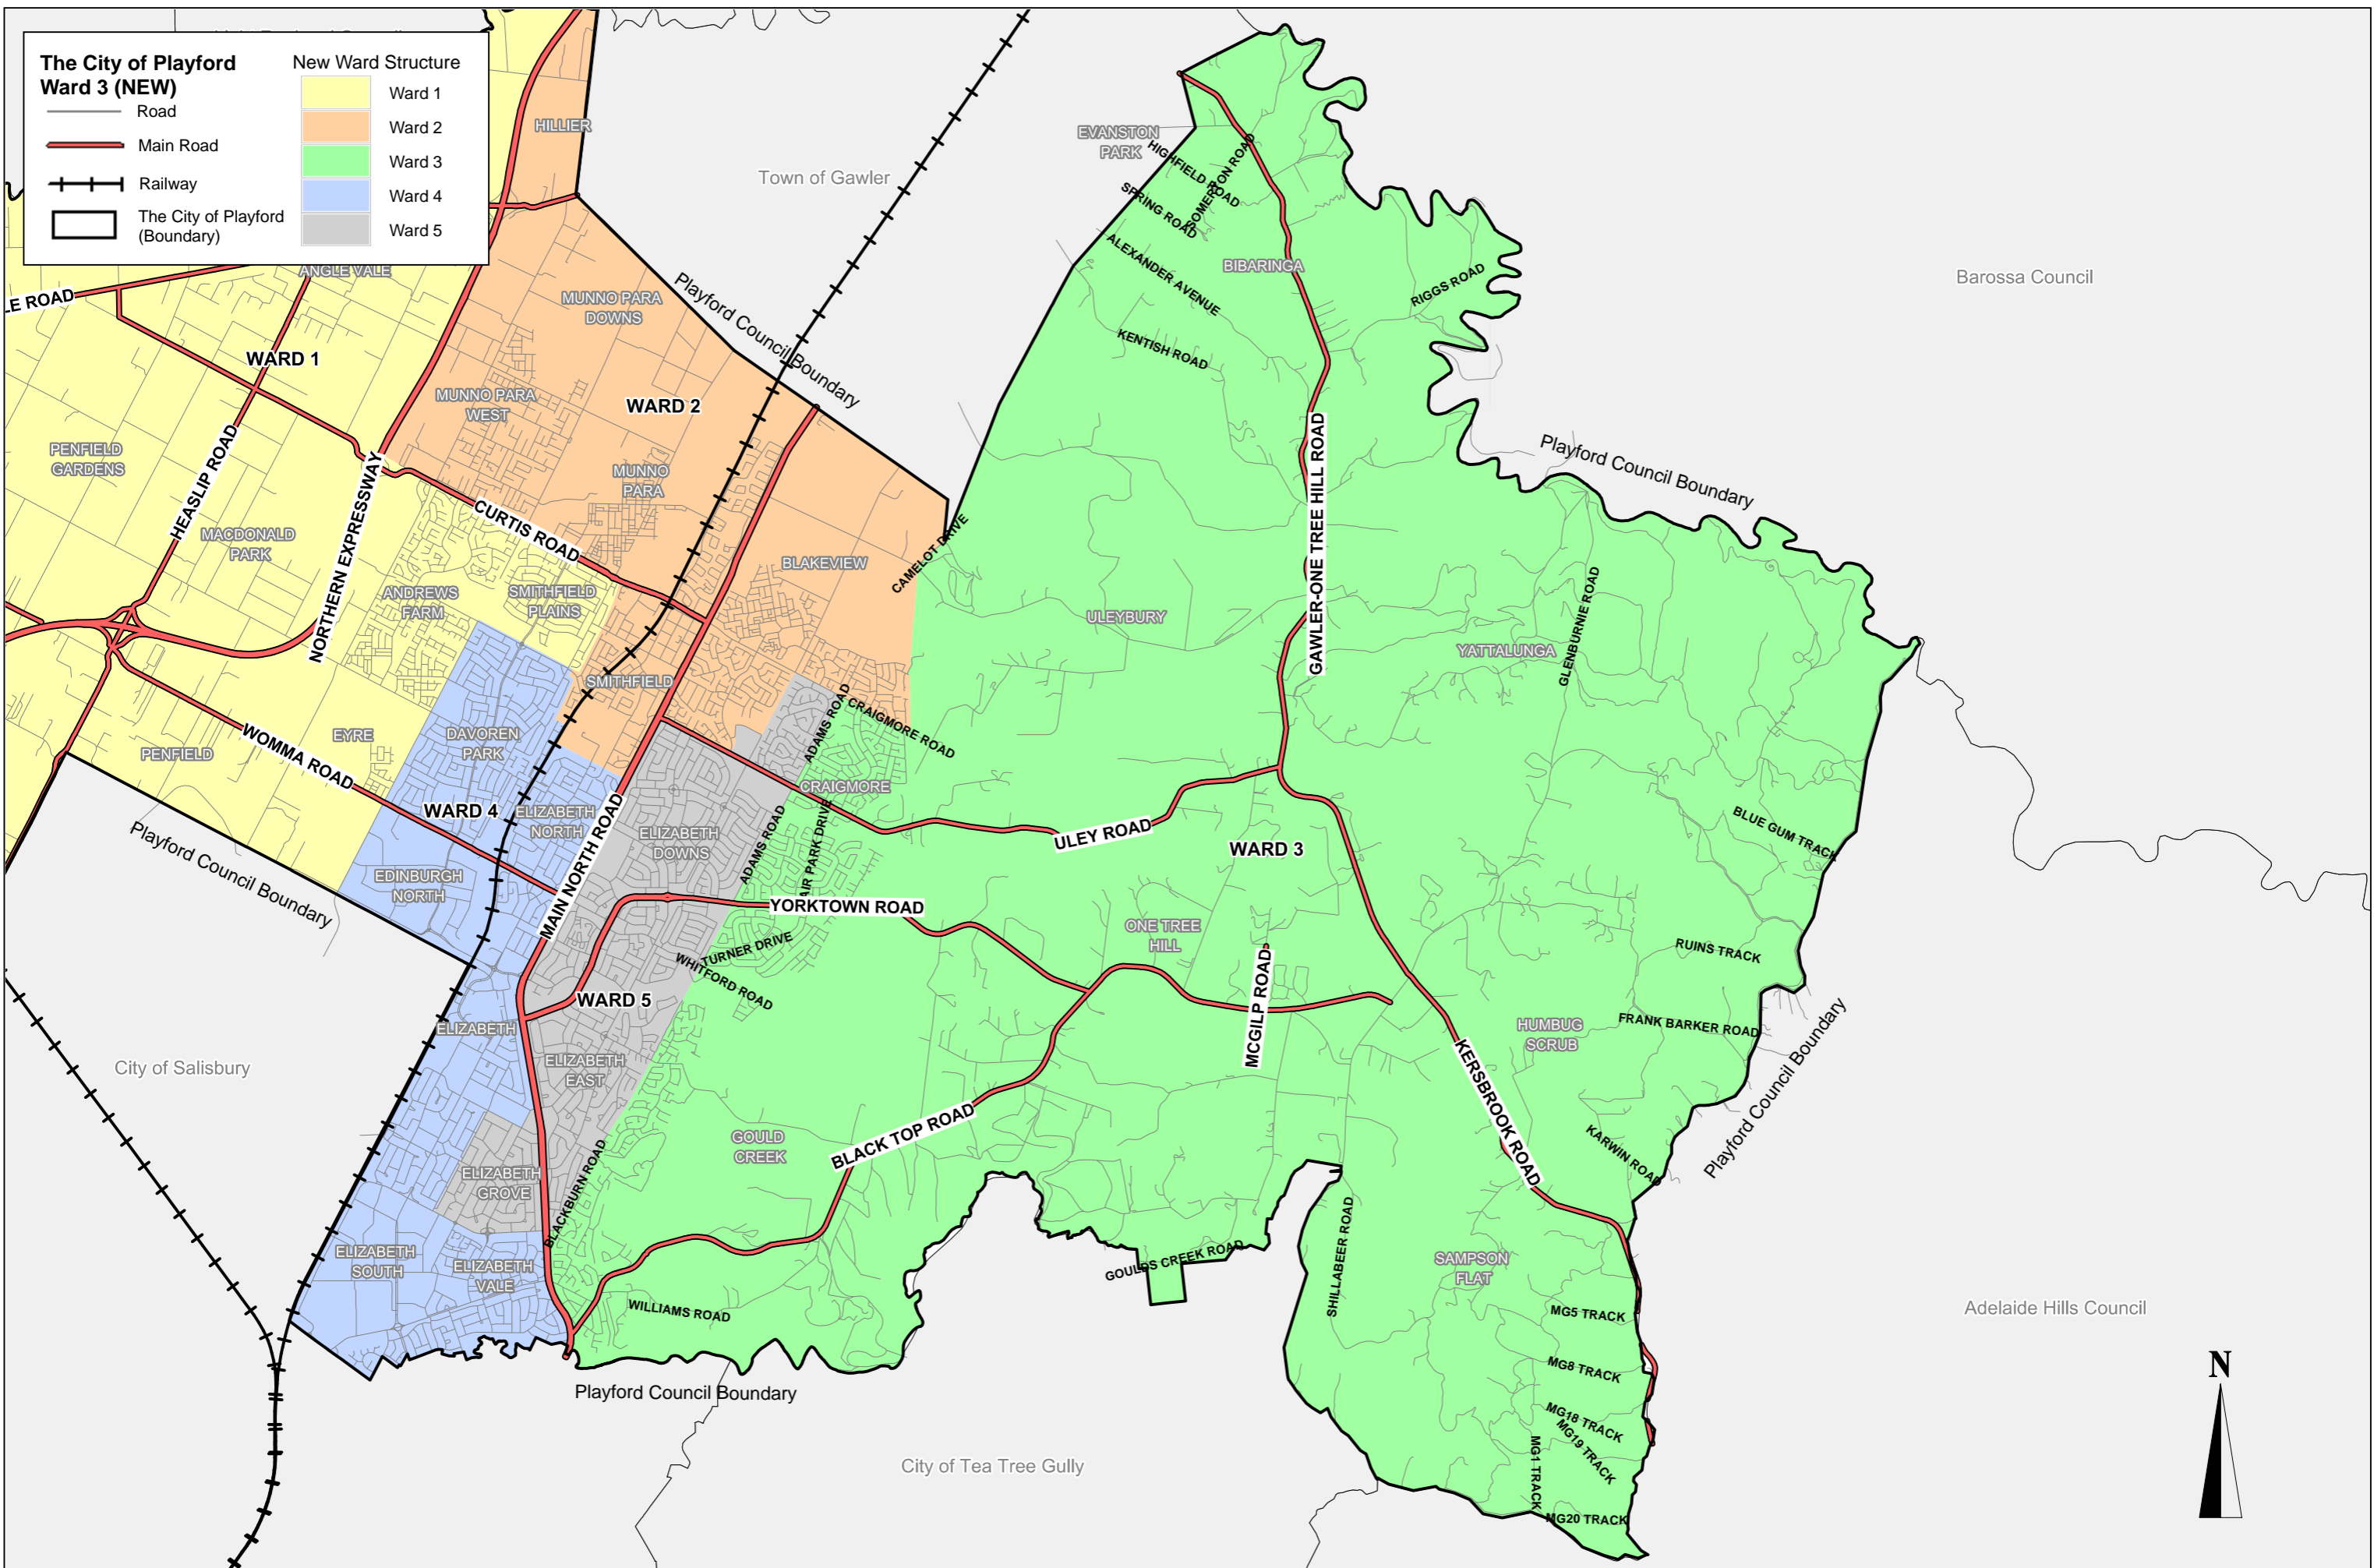 The City of Playford
Ward 3 (NEW)
Road
Main Road
Railway
The City of Playford
(Boundary)
New Ward Structure
Ward 1
Ward 2
Ward 3
Ward 4
Ward 5
HILLIER
ANGLE VALE
LE ROAD
MUNNO PARA
DOWNS
Town of Gawler
Playford Council Boundary
EVANSTON
PARK
HIGHFIELD ROAD
SPRING ROAD
ALEXANDER AVENUE
KENTISH ROAD
BIBARINGA
RIGGS ROAD
Barossa Council
WARD 1
MUNNO PARA
WEST
WARD 2
PENFIELD
GARDENS
HEASLIP ROAD
NORTHERN EXPRESSWAY
MUNNO
PARA
CURTIS ROAD
MACDONALD
PARK
ANDREWS
FARM
SMITHFIELD
PLAINS
BLAKEVIEW
CAMELOT DRIVE
GAWLER-ONE TREE HILL ROAD
Playford Council Boundary
ULEYBURY
YATTALUNGA
GLENBURNIE ROAD
SMITHFIELD
ADAMS ROAD
CRAIGMORE ROAD
PENFIELD
EYRE
WOMMA ROAD
DAVOREN
PARK
WARD 4
ELIZABETH
NORTH
MAIN NORTH ROAD
ELIZABETH
DOWNS
CRAIGMORE
ADAMS ROAD
AIR PARK DRIVE
ULEY ROAD
WARD 3
BLUE GUM TRACK
Playford Council Boundary
EDINBURGH
NORTH
YORKTOWN ROAD
TURNER DRIVE
WHITFORD ROAD
ONE TREE
HILL
MCGILP ROAD
RUINS TRACK
WARD 5
ELIZABETH
ELIZABETH
EAST
HUMBUG
SCRUB
FRANK BARKER ROAD
Playford Council Boundary
City of Salisbury
KERSBROOK ROAD
GOULD
CREEK
BLACK TOP ROAD
KARWIN ROAD
ELIZABETH
GROVE
BLACKBURN ROAD
ELIZABETH
SOUTH
ELIZABETH
VALE
GOULDS CREEK ROAD
SHILLABEER ROAD
SAMPSON
FLAT
WILLIAMS ROAD
MG5 TRACK
Adelaide Hills Council
MG8 TRACK
Playford Council Boundary
MG18 TRACK
MG19 TRACK
MG1 TRACK
MG20 TRACK
City of Tea Tree Gully
N